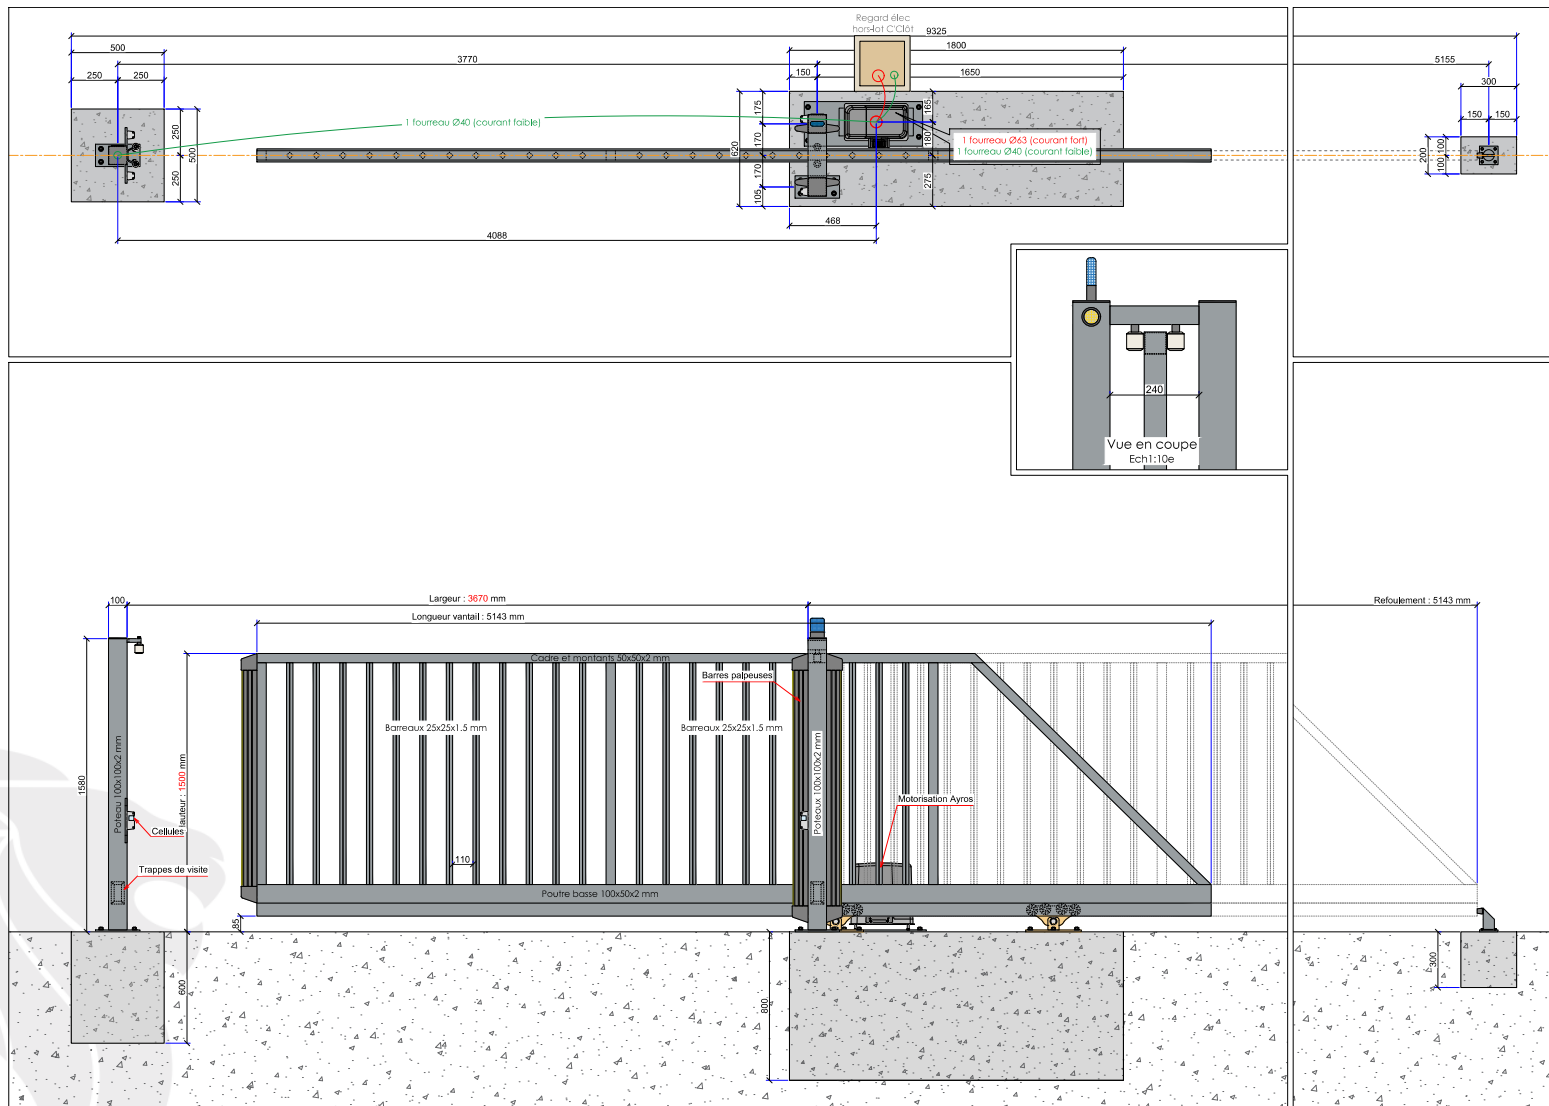 Regard élec
hors-lot C'Clôt
9325
500
1800
3770
5155
250
250
150
1650
300
150
150
175
165
1 fourreau Ø40 (courant faible)
250
500
250
620
170
180
1 fourreau Ø63 (courant fort)
1 fourreau Ø40 (courant faible)
200
100
100
170
275
105
468
4088
240
Vue en coupe
Ech1:10e
100
Largeur : 3670 mm
Refoulement : 5143 mm
Longueur vantail : 5143 mm
Cadre et montants 50x50x2 mm
Barres palpeuses
Barreaux 25x25x1.5 mm
Barreaux 25x25x1.5 mm
Poteau 100x100x2 mm
Poteaux 100x100x2 mm
1580
hauteur : 1500 mm
Motorisation Ayros
Cellules
110
Trappes de visite
Poutre basse 100x50x2 mm
85
600
800
300